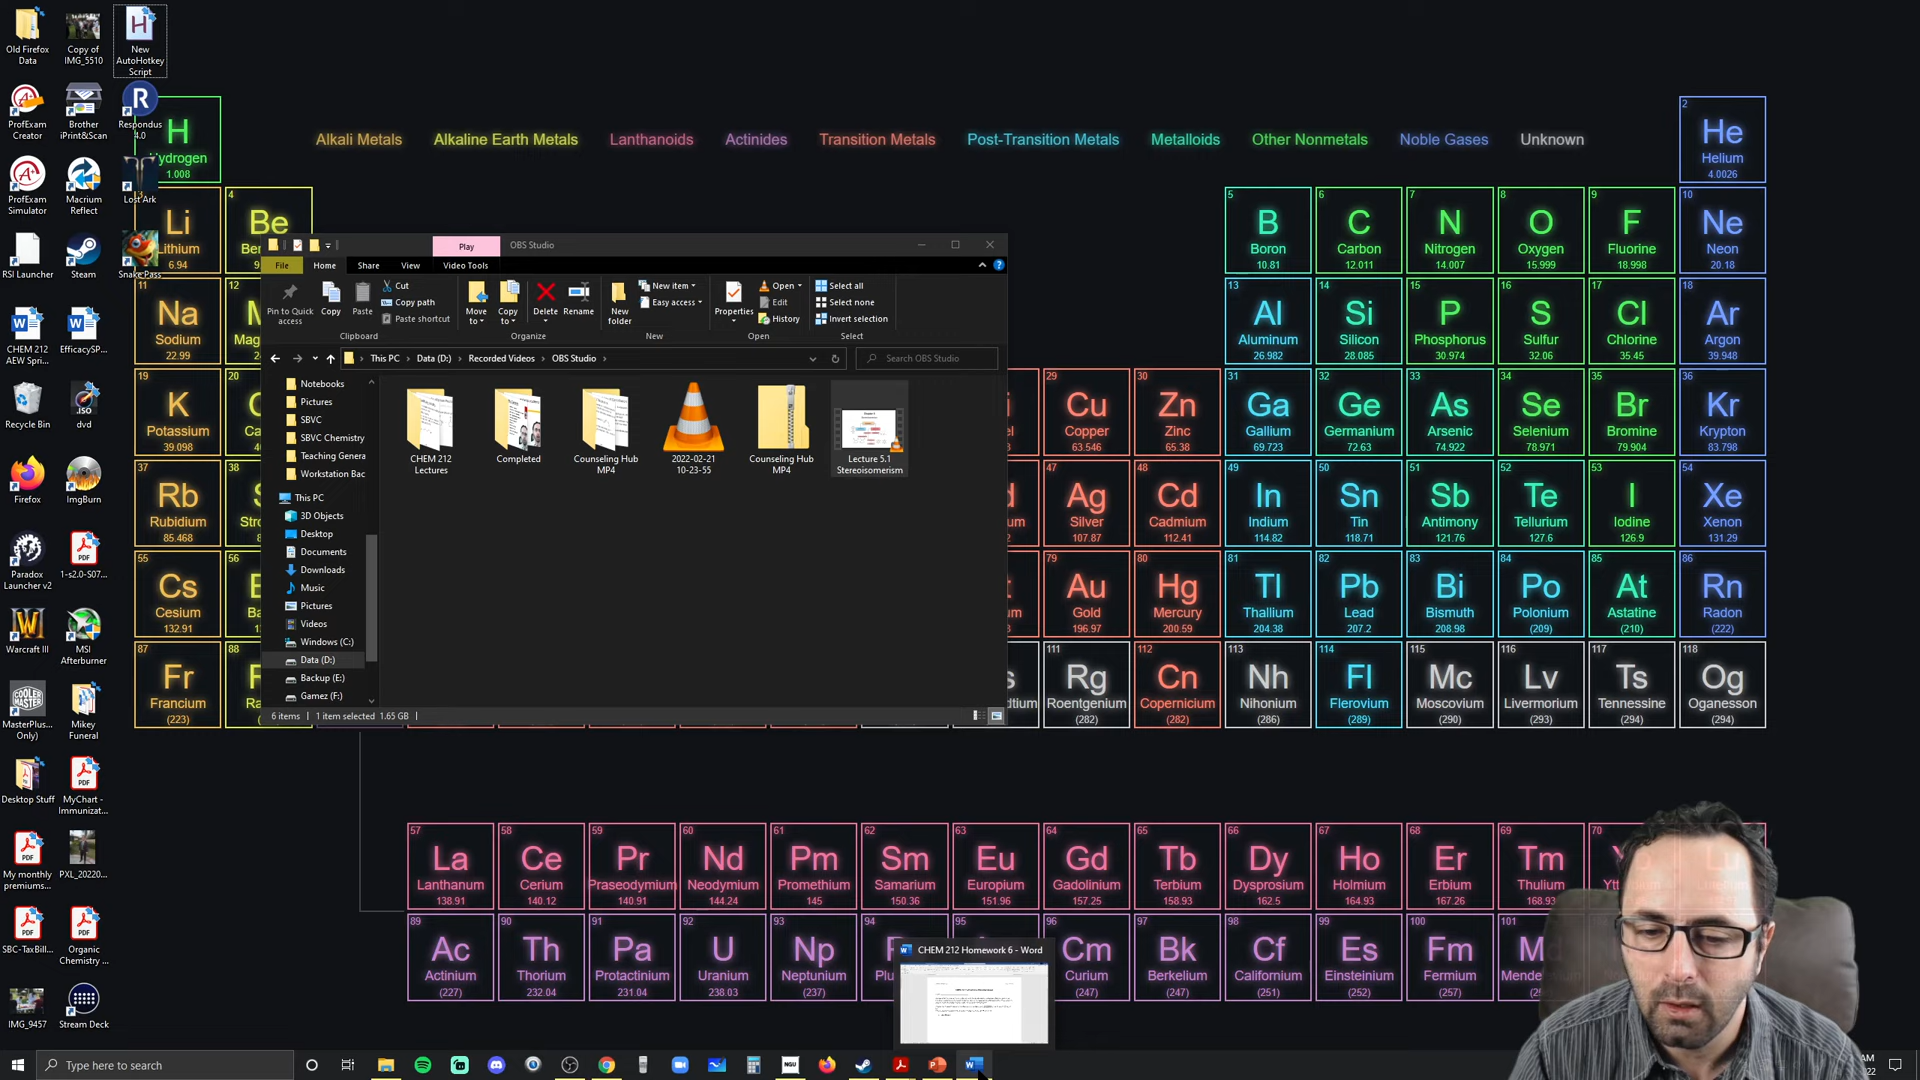 Old Firefox
Data
Copy of
IMG_5510
New
AutoHotkey
Script
ProfExam
Creator
Brother
iPrint&Scan
Respondus
4.0
ProfExam
Simulator
Macrium
Reflect
Lost Ark
RSI Launcher
Steam
Snake Pass
CHEM 212
AEW Spri...
EfficacySP...
Recycle Bin
dvd
Firefox
ImgBurn
Paradox
Launcher v2
1-s2.0-S07...
Warcraft III
MSI
Afterburner
MasterPlus...
Only)
Mikey
Funeral
Desktop Stuff
MyChart -
Immunizat...
My monthly
premiums...
PXL_20220...
SBC-TaxBill...
Organic
Chemistry ...
IMG_9457
Stream Deck
Alkali Metals
Alkaline Earth Metals
Lanthanoids
Actinides
Transition Metals
Post-Transition Metals
Metalloids
Other Nonmetals
Noble Gases
Unknown
H
1.008
2
He
Helium
4.0026
Li
Lithium
6.94
4
Be
5
B
Boron
10.81
6
C
Carbon
12.011
7
N
Nitrogen
14.007
8
O
Oxygen
15.999
9
F
Fluorine
18.998
10
Ne
Neon
20.18
11
Na
Sodium
22.99
12
13
Al
Aluminum
26.982
14
Si
Silicon
28.085
15
P
Phosphorus
30.974
16
S
Sulfur
32.06
17
Cl
Chlorine
35.45
18
Ar
Argon
39.948
19
K
Potassium
39.098
20
29
Cu
Copper
63.546
30
Zn
Zinc
65.38
31
Ga
Gallium
69.723
32
Ge
Germanium
72.63
33
As
Arsenic
74.922
34
Se
Selenium
78.971
35
Br
Bromine
79.904
36
Kr
Krypton
83.798
37
Rb
Rubidium
85.468
38
47
Ag
Silver
107.87
48
Cd
Cadmium
112.41
49
In
Indium
114.82
50
Sn
Tin
118.71
51
Sb
Antimony
121.76
52
Te
Tellurium
127.6
53
I
Iodine
126.9
54
Xe
Xenon
131.29
55
Cs
Cesium
132.91
56
79
Au
Gold
196.97
80
Hg
Mercury
200.59
81
Tl
Thallium
204.38
82
Pb
Lead
207.2
83
Bi
Bismuth
208.98
84
Po
Polonium
(209)
85
At
Astatine
(210)
86
Rn
Radon
(222)
87
Fr
Francium
(223)
88
111
Rg
Roentgenium
(282)
112
Cn
Copernicium
(282)
113
Nh
Nihonium
(286)
114
Fl
Flerovium
(289)
115
Mc
Moscovium
(290)
116
Lv
Livermorium
(293)
117
Ts
Tennessine
(294)
118
Og
Oganesson
(294)
57
La
Lanthanum
138.91
58
Ce
Cerium
140.12
59
Pr
Praseodymium
140.91
60
Nd
Neodymium
144.24
61
Pm
Promethium
145
62
Sm
Samarium
150.36
63
Eu
Europium
151.96
64
Gd
Gadolinium
157.25
65
Tb
Terbium
158.93
66
Dy
Dysprosium
162.5
67
Ho
Holmium
164.93
68
Er
Erbium
167.26
69
Tm
Thulium
168.93
70
89
Ac
Actinium
(227)
90
Th
Thorium
232.04
91
Pa
Protactinium
231.04
92
U
Uranium
238.03
93
Np
Neptunium
(237)
94
95
96
Cm
Curium
(247)
97
Bk
Berkelium
(247)
98
Cf
Californium
(251)
99
Es
Einsteinium
(252)
100
Fm
Fermium
(257)
101
Play
OBS Studio
File
Home
Share
View
Video Tools
Pin to Quick
access
Copy
Paste
Cut
Copy path
Paste shortcut
Clipboard
Move
to
Copy
to
Delete
Rename
Organize
New
folder
New item
Easy access
New
Properties
Open
Edit
History
Open
Select all
Select none
Invert selection
Select
This PC > Data (D:) > Recorded Videos > OBS Studio >
Search OBS Studio
Notebooks
Pictures
SBVC
SBVC Chemistry
Teaching Genera
Workstation Bac
This PC
3D Objects
Desktop
Documents
Downloads
Music
Pictures
Videos
Windows (C:)
Data (D:)
Backup (E:)
Gamez (F:)
CHEM 212
Lectures
Completed
Counseling Hub
MP4
2022-02-21
10-23-55
Counseling Hub
MP4
Lecture 5.1
Stereoisomerism
6 items
1 item selected 1.65 GB
CHEM 212 Homework 6 - Word
Type here to search
NGU
AM